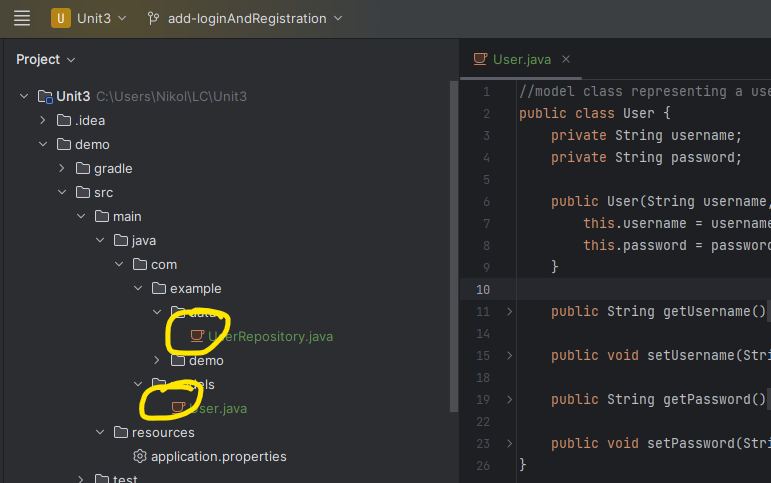 U Unit3 add-loginAndRegistration
Project
Unit3 C:\Users\Nikol\LC\Unit3
.idea
demo
gradle
src
main
java
com
example
data
UserRepository.java
demo
models
User.java
resources
application.properties
test
User.java
1 //model class representing a use
2 public class User {
3 private String username;
4 private String password;
5
6 public User(String username,
7 this.username = username
8 this.password = password
9 }
10
11 public String getUsername()
14
15 public void setUsername(Stri
18
19 public String getPassword()
22
23 public void setPassword(Stri
26 }